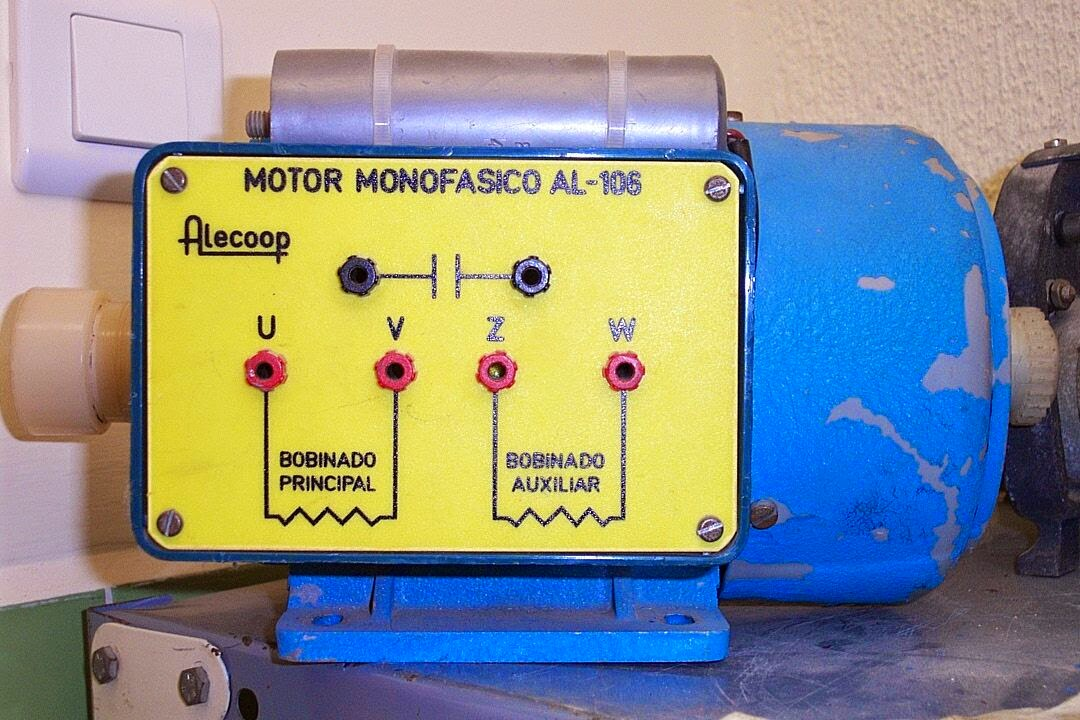 MOTOR MONOFASICO AL-106
Alecoop
U V Z W
BOBINADO
PRINCIPAL
BOBINADO
AUXILIAR